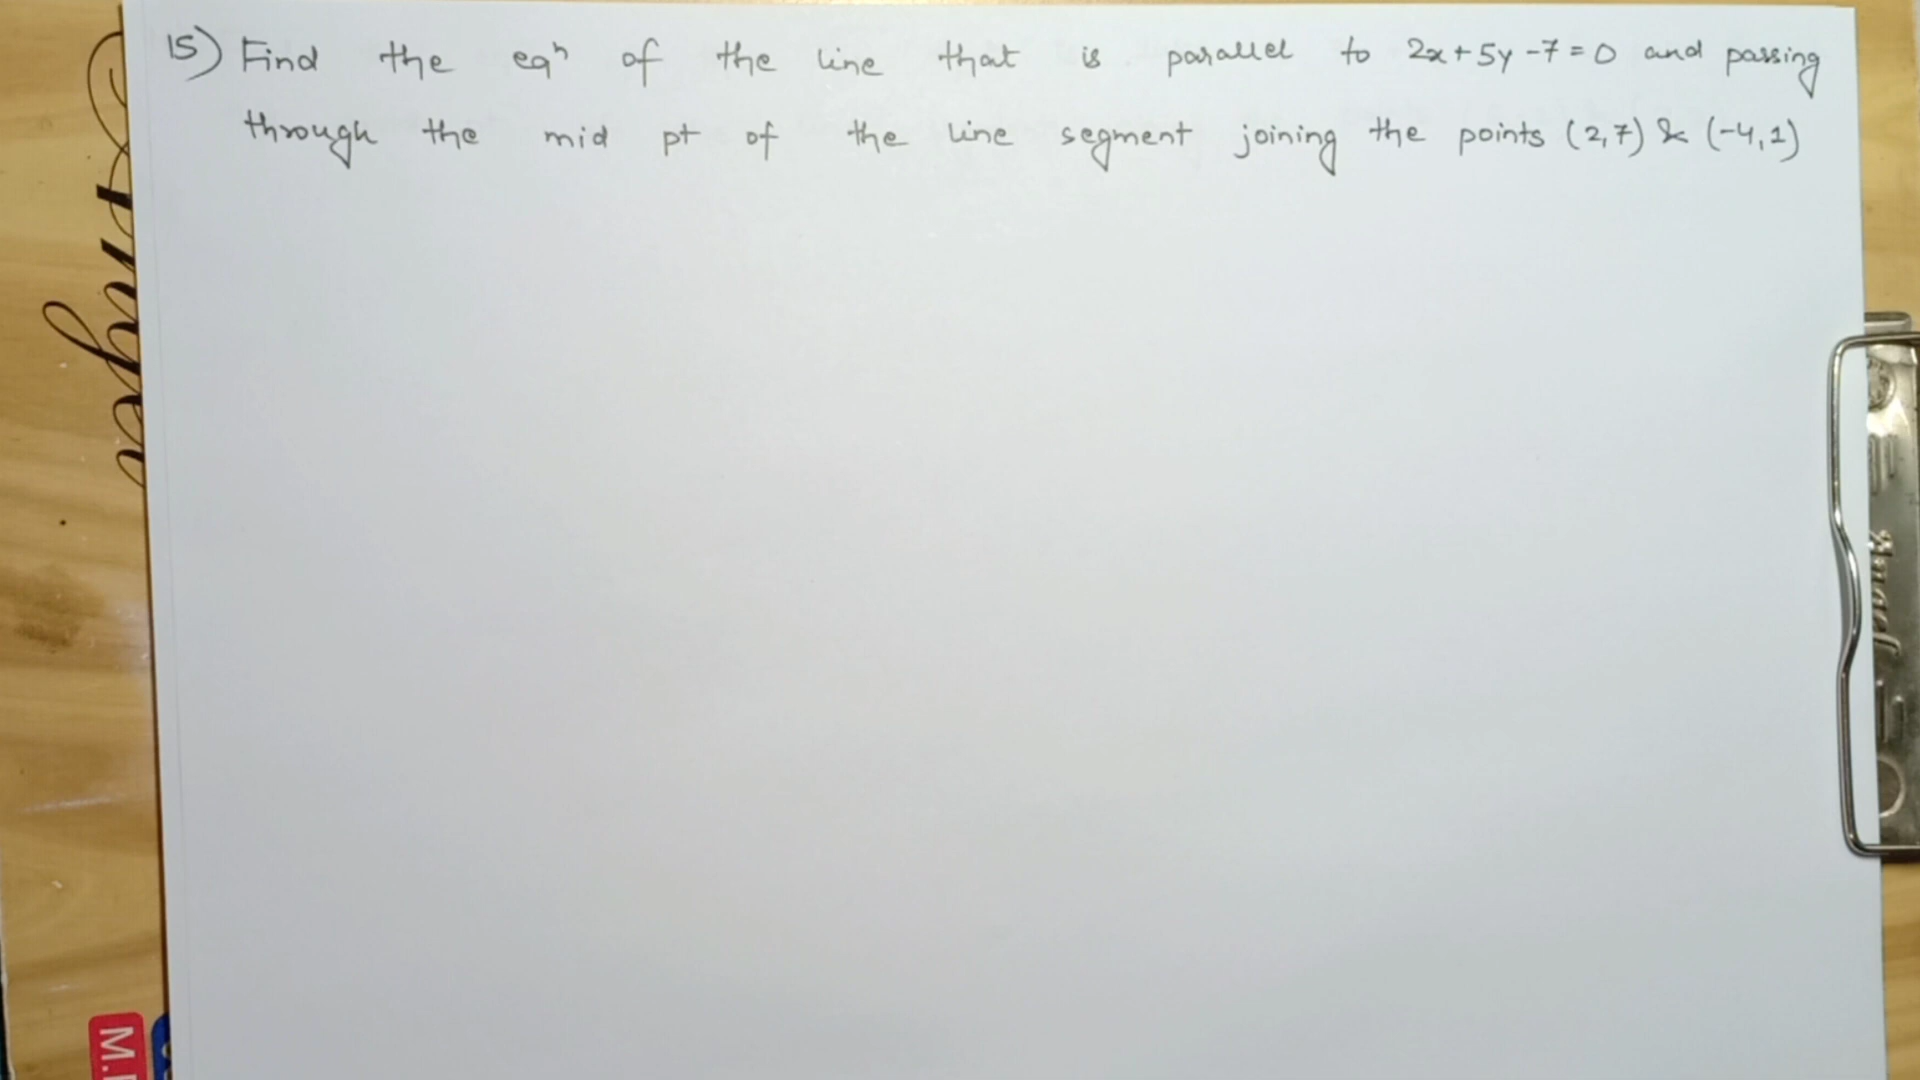 15) Find the eqⁿ of the line that is parallel to 2x+5y-7=0 and passing
through the mid pt of the line segment joining the points (2,7) & (-4,1)